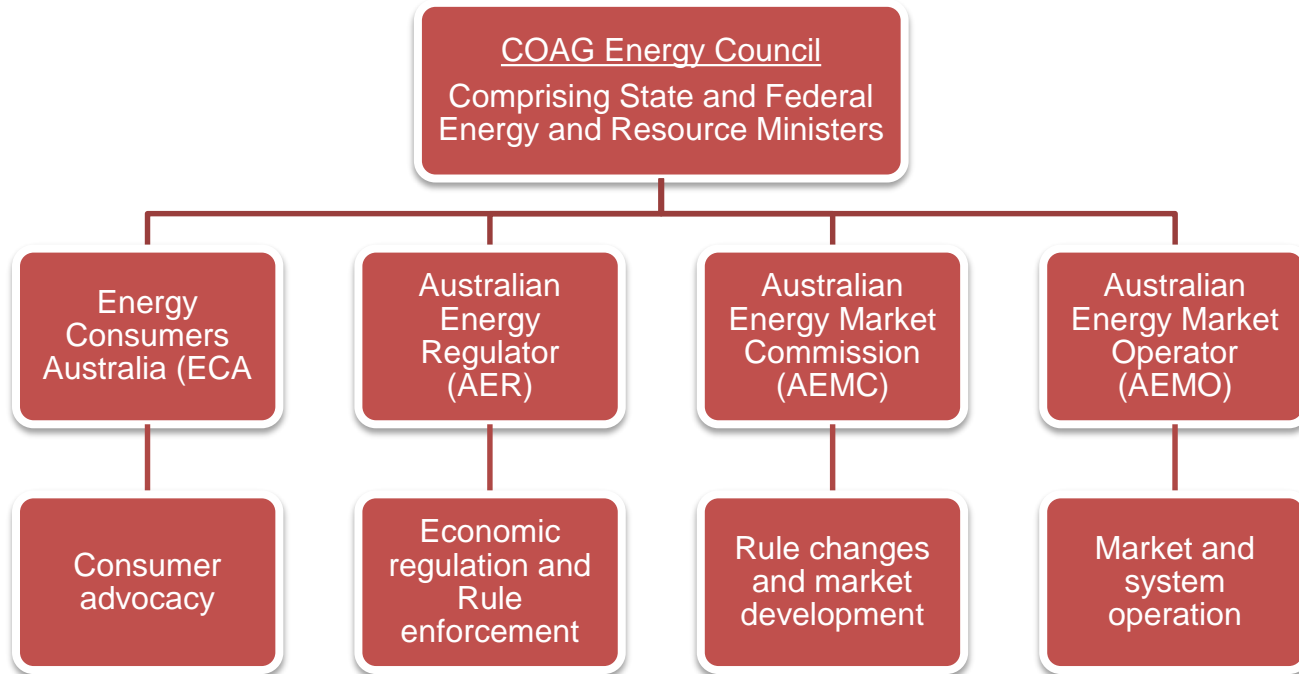 COAG Energy Council
Comprising State and Federal
Energy and Resource Ministers
Energy
Consumers
Australia (ECA
Australian
Energy
Regulator
(AER)
Australian
Energy Market
Commission
(AEMC)
Australian
Energy Market
Operator
(AEMO)
Consumer
advocacy
Economic
regulation and
Rule
enforcement
Rule changes
and market
development
Market and
system
operation